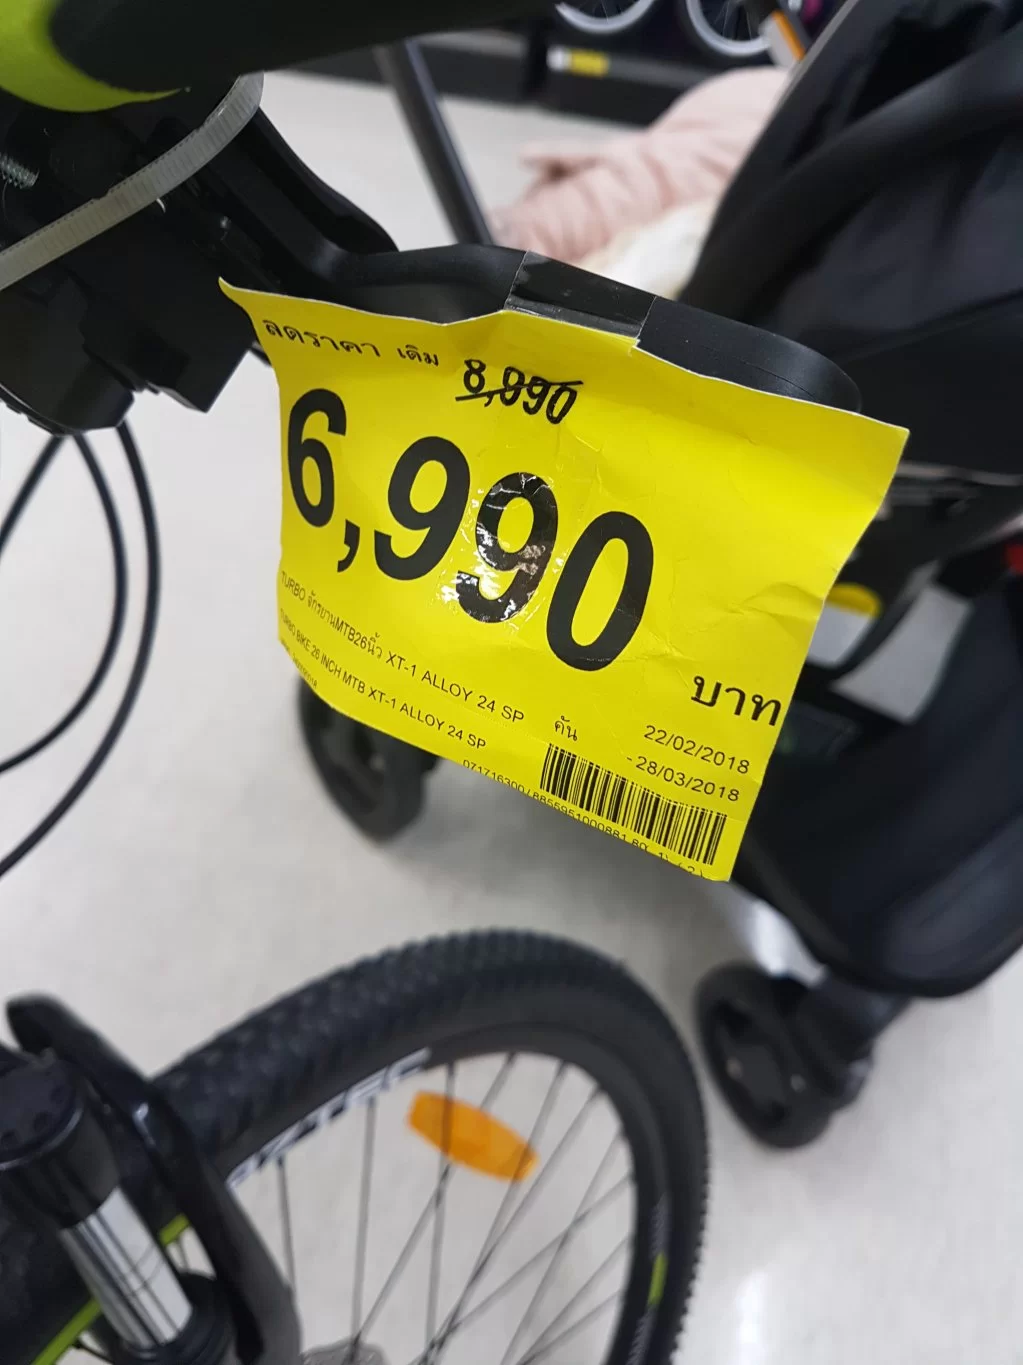 ลดราคา เดิม 8,990
6,990
บาท
TURBO จักรยานMTB26นิ้ว XT-1 ALLOY 24 SP
TURBO BIKE 26 INCH MTB XT-1 ALLOY 24 SP
คัน
22/02/2018
-28/03/2018
071716300/8855951000861